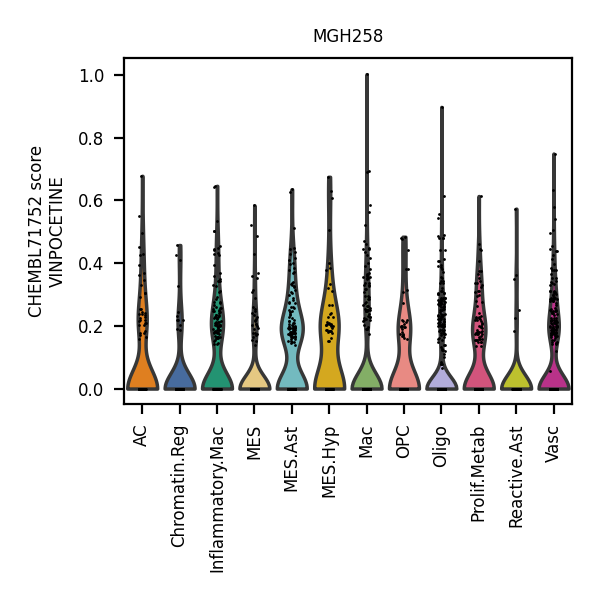 MGH258
CHEMBL71752 score
VINPOCETINE
1.0
0.8
0.6
0.4
0.2
0.0
AC
Chromatin.Reg
Inflammatory.Mac
MES
MES.Ast
MES.Hyp
Mac
OPC
Oligo
Prolif.Metab
Reactive.Ast
Vasc